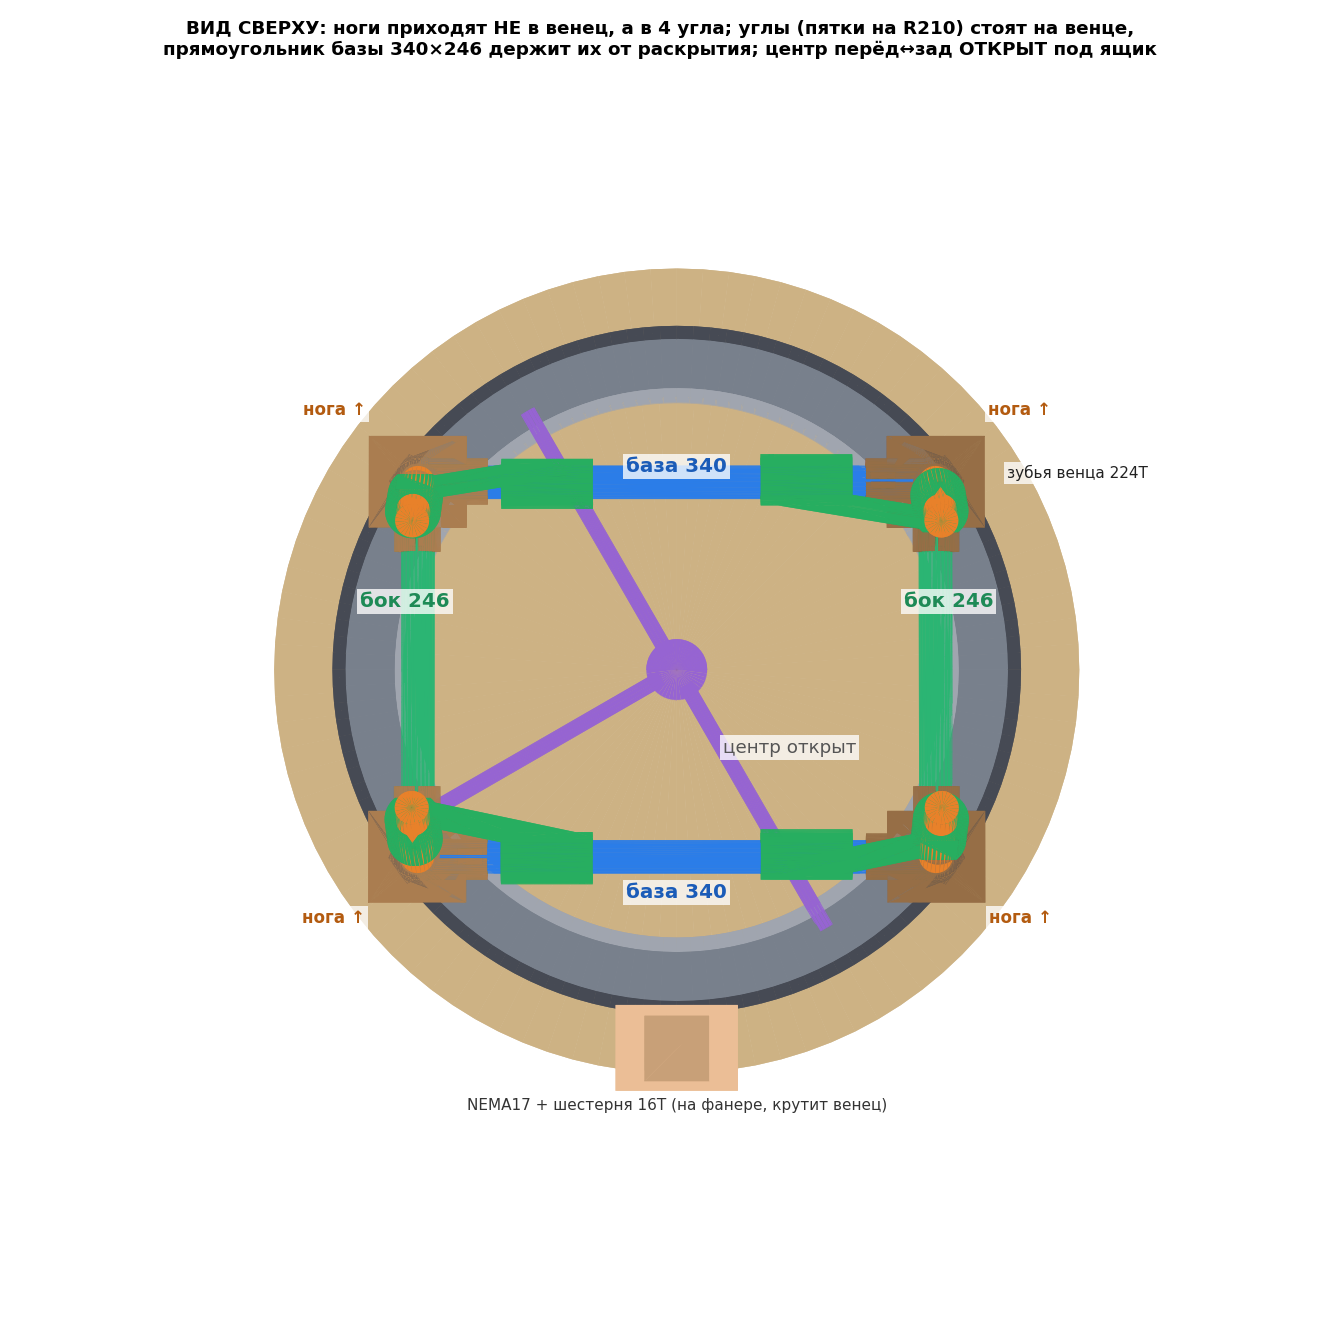 ВИД СВЕРХУ: ноги приходят НЕ в венец, а в 4 угла; углы (пятки на R210) стоят на венце,
прямоугольник базы 340×246 держит их от раскрытия; центр перёд↔зад ОТКРЫТ под ящик
нога ↑
нога ↑
база 340
зубья венца 224Т
бок 246
бок 246
центр открыт
база 340
нога ↑
нога ↑
NEMA17 + шестерня 16Т (на фанере, крутит венец)